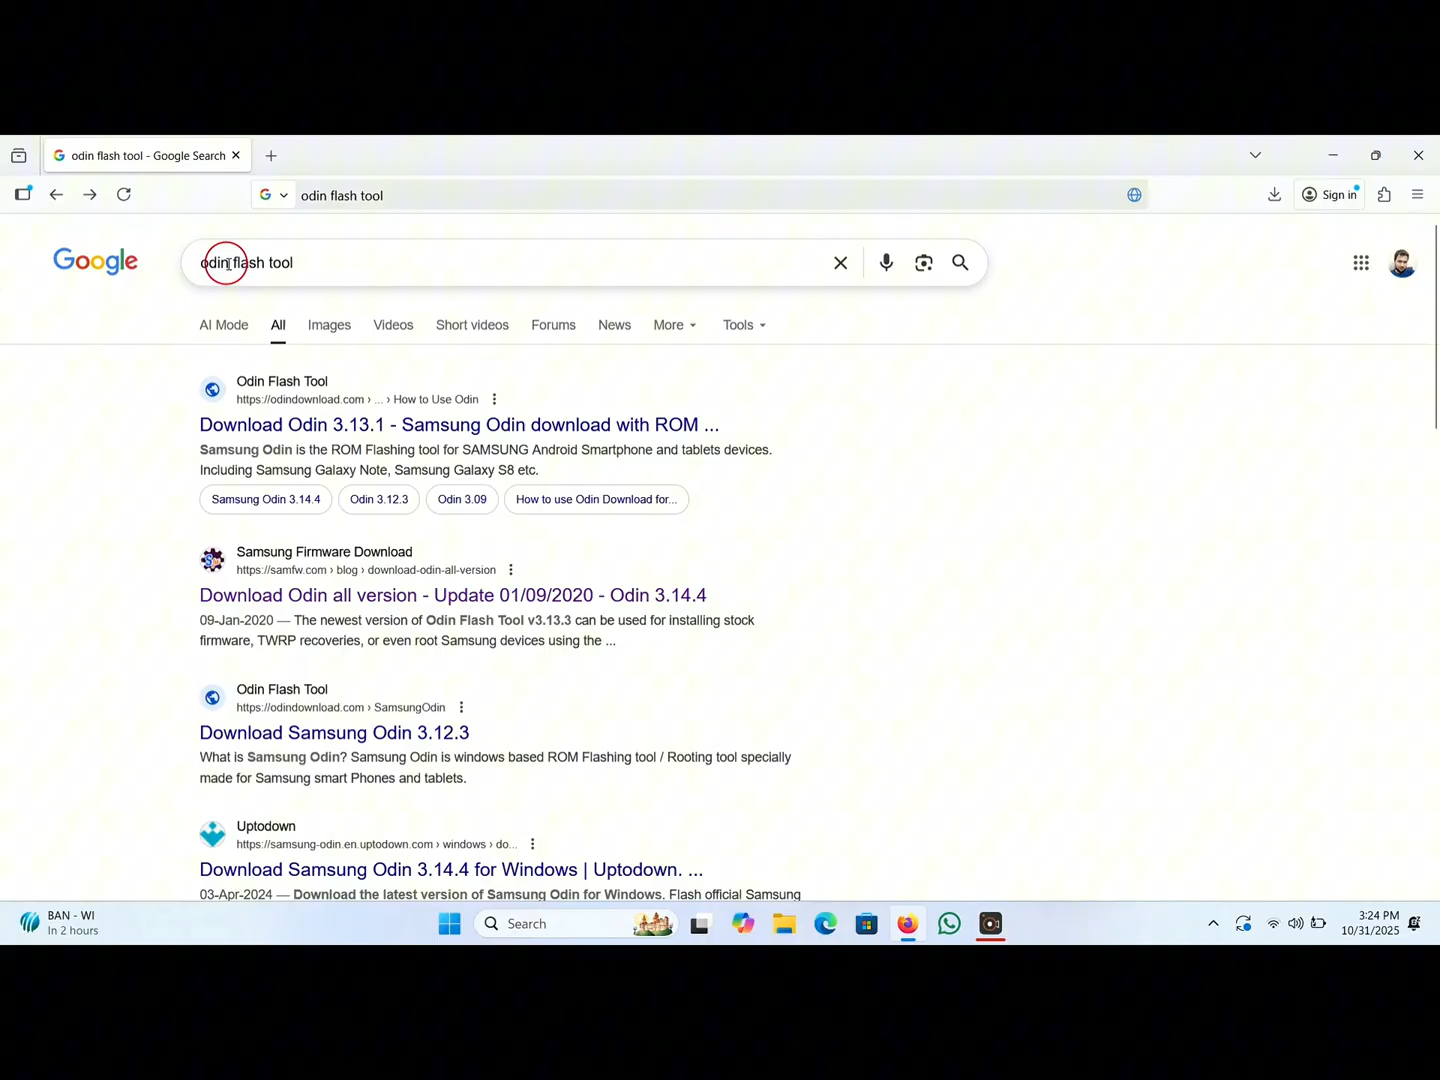 odin flash tool - Google Search
odin flash tool
Sign in
Google
odin flash tool
AI Mode
All
Images
Videos
Short videos
Forums
News
More
Tools
Odin Flash Tool
https://odindownload.com › ... › How to Use Odin
Download Odin 3.13.1 - Samsung Odin download with ROM ...
Samsung Odin is the ROM Flashing tool for SAMSUNG Android Smartphone and tablets devices.
Including Samsung Galaxy Note, Samsung Galaxy S8 etc.
Samsung Odin 3.14.4
Odin 3.12.3
Odin 3.09
How to use Odin Download for...
Samsung Firmware Download
https://samfw.com › blog › download-odin-all-version
Download Odin all version - Update 01/09/2020 - Odin 3.14.4
09-Jan-2020 — The newest version of Odin Flash Tool v3.13.3 can be used for installing stock
firmware, TWRP recoveries, or even root Samsung devices using the ...
Odin Flash Tool
https://odindownload.com › SamsungOdin
Download Samsung Odin 3.12.3
What is Samsung Odin? Samsung Odin is windows based ROM Flashing tool / Rooting tool specially
made for Samsung smart Phones and tablets.
Uptodown
https://samsung-odin.en.uptodown.com › windows › do...
Download Samsung Odin 3.14.4 for Windows | Uptodown. ...
03-Apr-2024 — Download the latest version of Samsung Odin for Windows. Flash official Samsung
BAN - WI
In 2 hours
Search
3:24 PM
10/31/2025